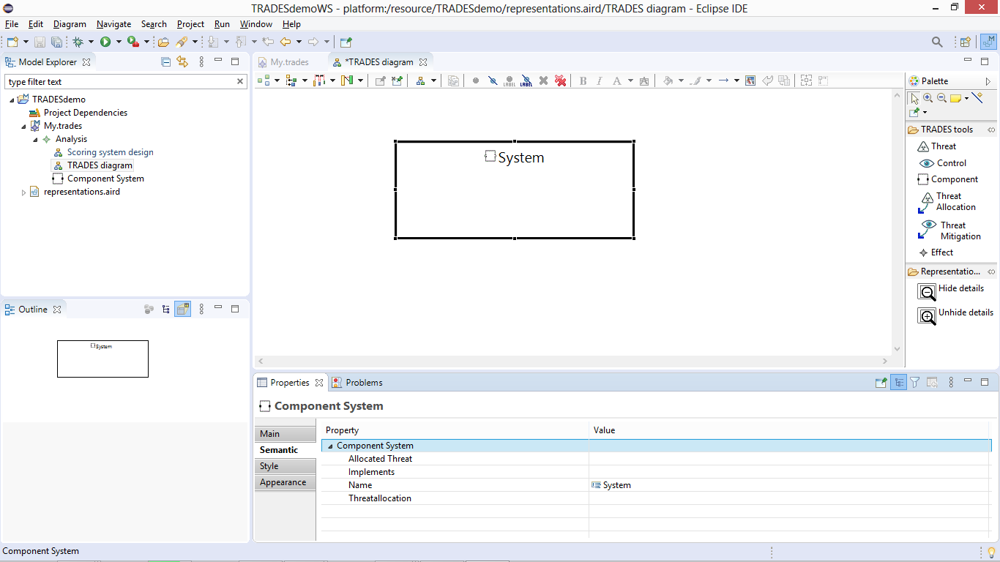 TRADESdemoWS - platform:/resource/TRADESdemo/representations.aird/TRADES diagram - Eclipse IDE
File Edit Diagram Navigate Search Project Run Window Help
Model Explorer
type filter text
TRADESdemo
Project Dependencies
My.trades
Analysis
Scoring system design
TRADES diagram
Component System
representations.aird
Outline
System
My.trades
*TRADES diagram
LABEL LABEL
B I A
System
Palette
TRADES tools
Threat
Control
Component
Threat
Allocation
Threat
Mitigation
Effect
Representatio...
Hide details
Unhide details
Properties
Problems
Component System
Main
Semantic
Style
Appearance
Property Value
Component System
Allocated Threat
Implements
Name System
Threatallocation
Component System